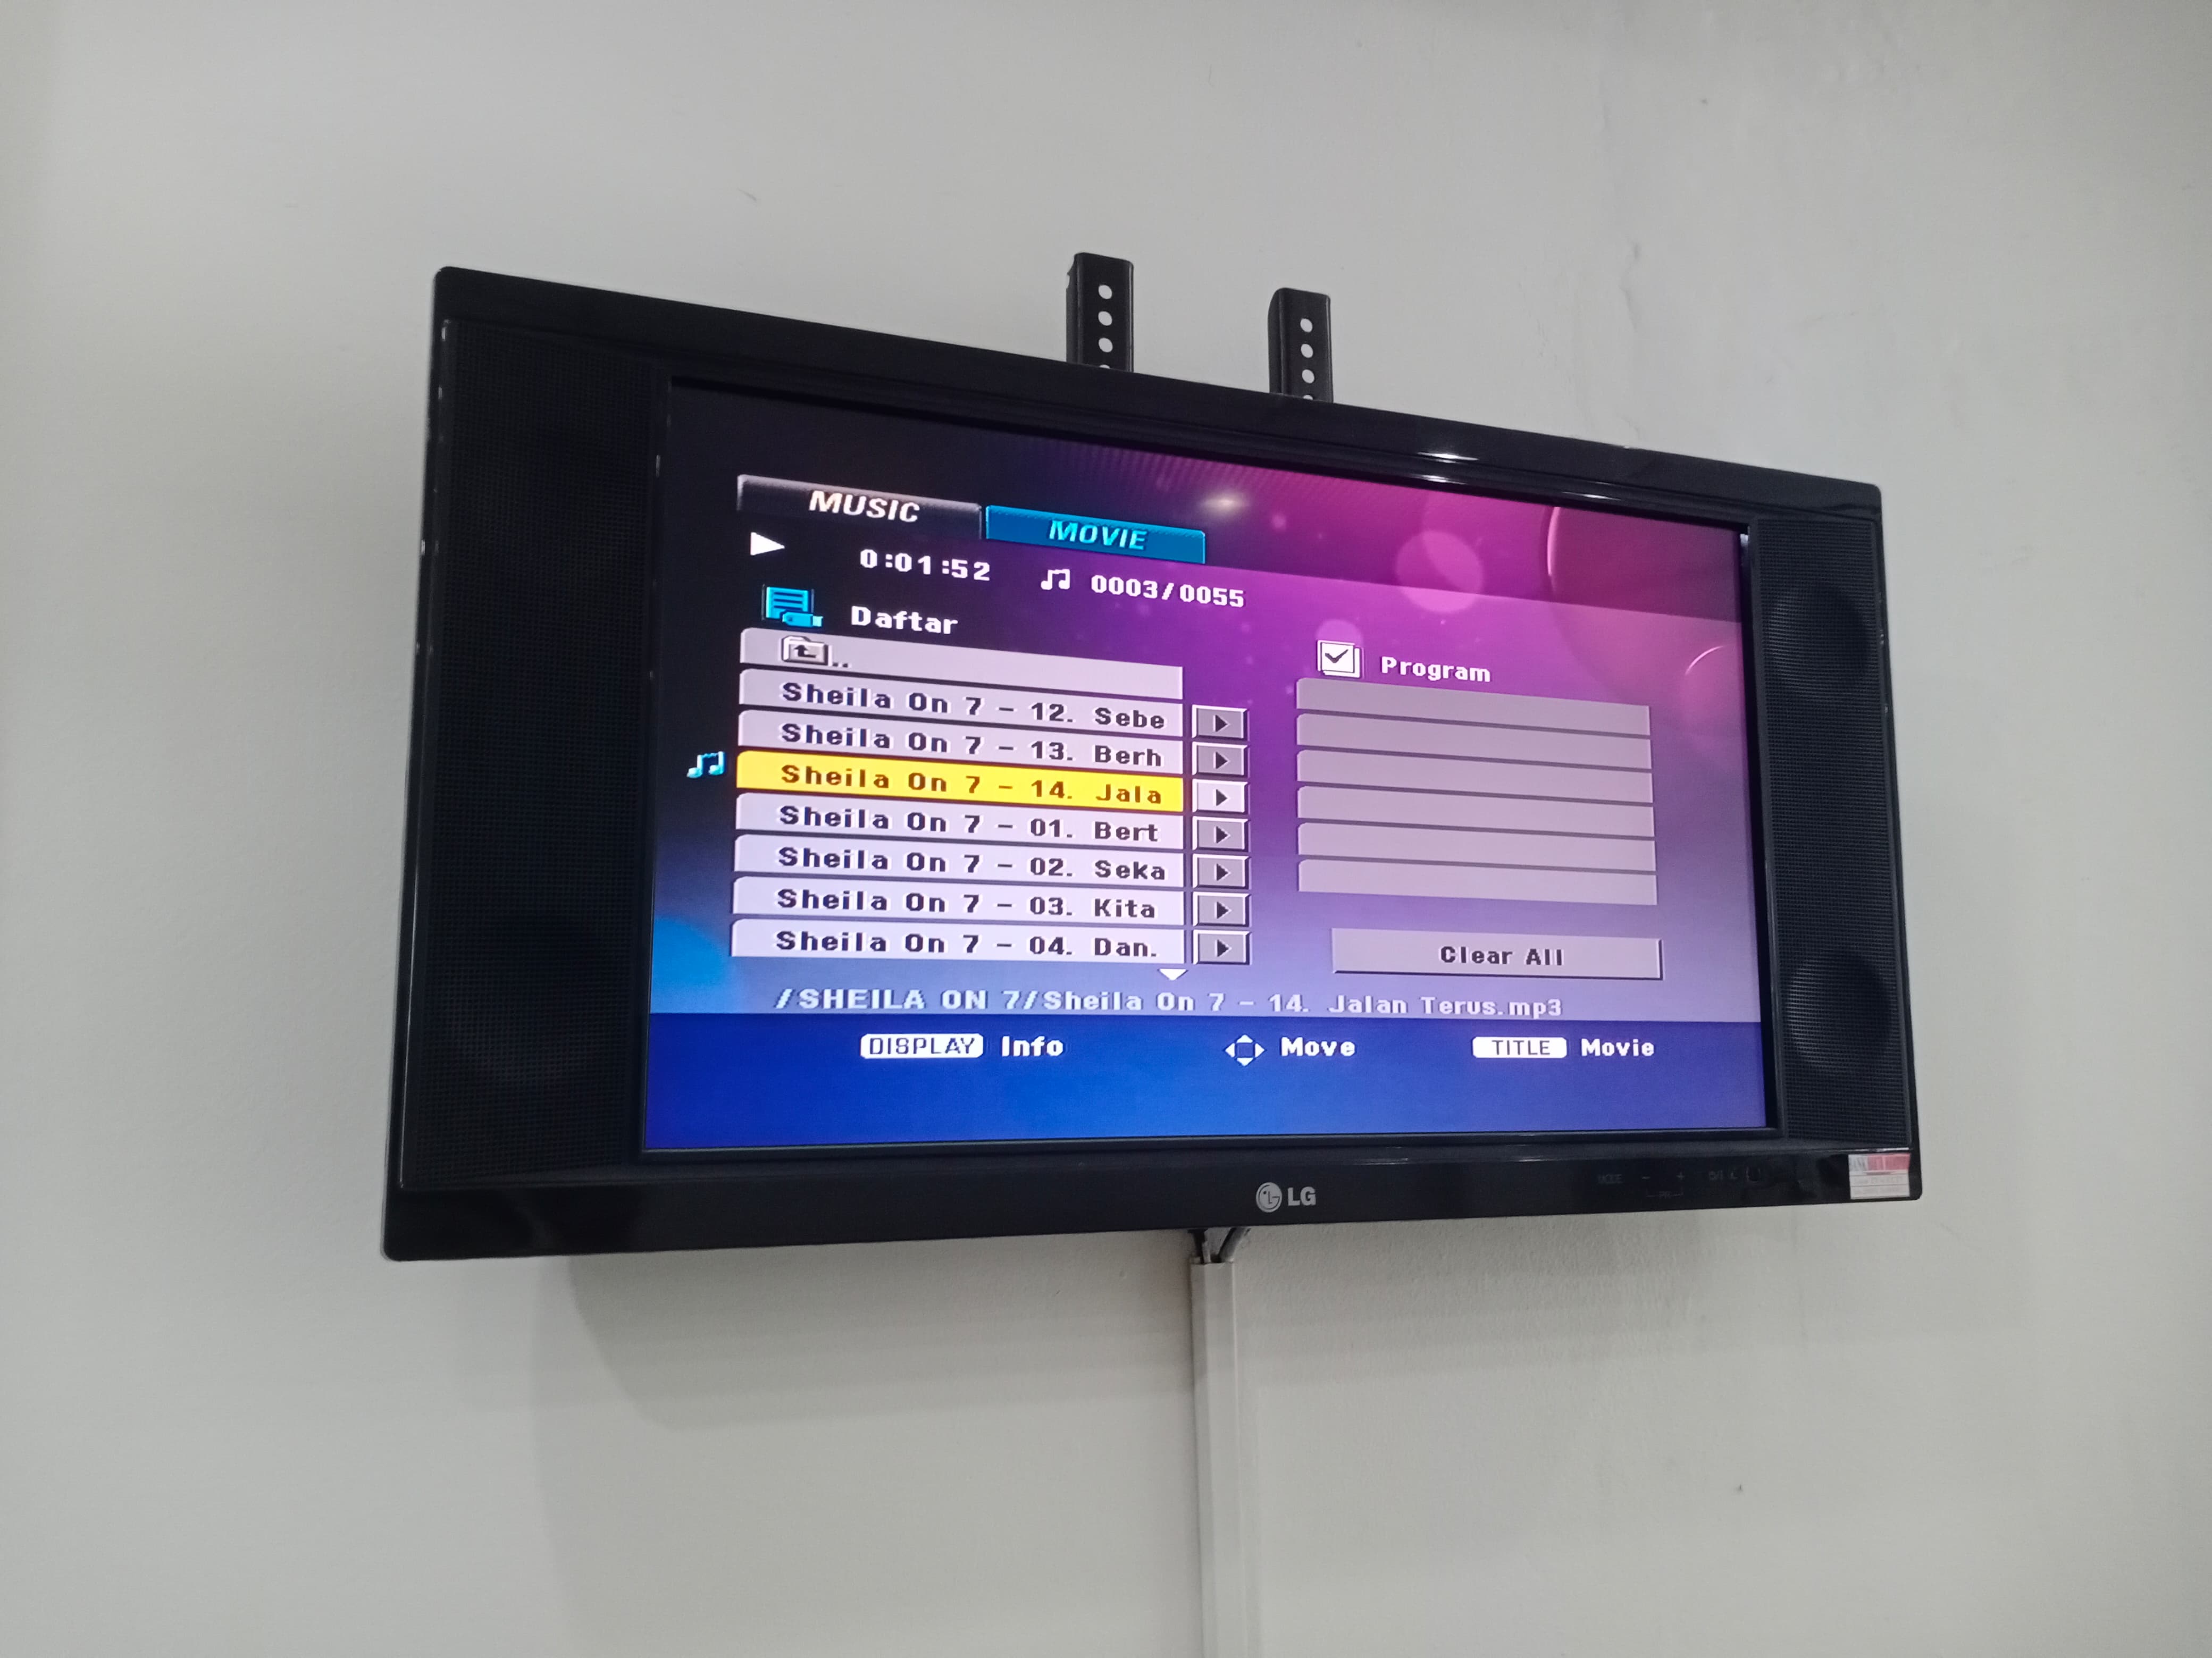 MUSIC
MOVIE
0:01:52 0003/0055
Daftar
..
Sheila On 7 - 12. Sebe
Sheila On 7 - 13. Berh
Sheila On 7 - 14. Jala
Sheila On 7 - 01. Bert
Sheila On 7 - 02. Seka
Sheila On 7 - 03. Kita
Sheila On 7 - 04. Dan.
Program
Clear All
/SHEILA ON 7/Sheila On 7 - 14. Jalan Terus.mp3
DISPLAY Info Move TITLE Movie
LG
MODE - +
PR